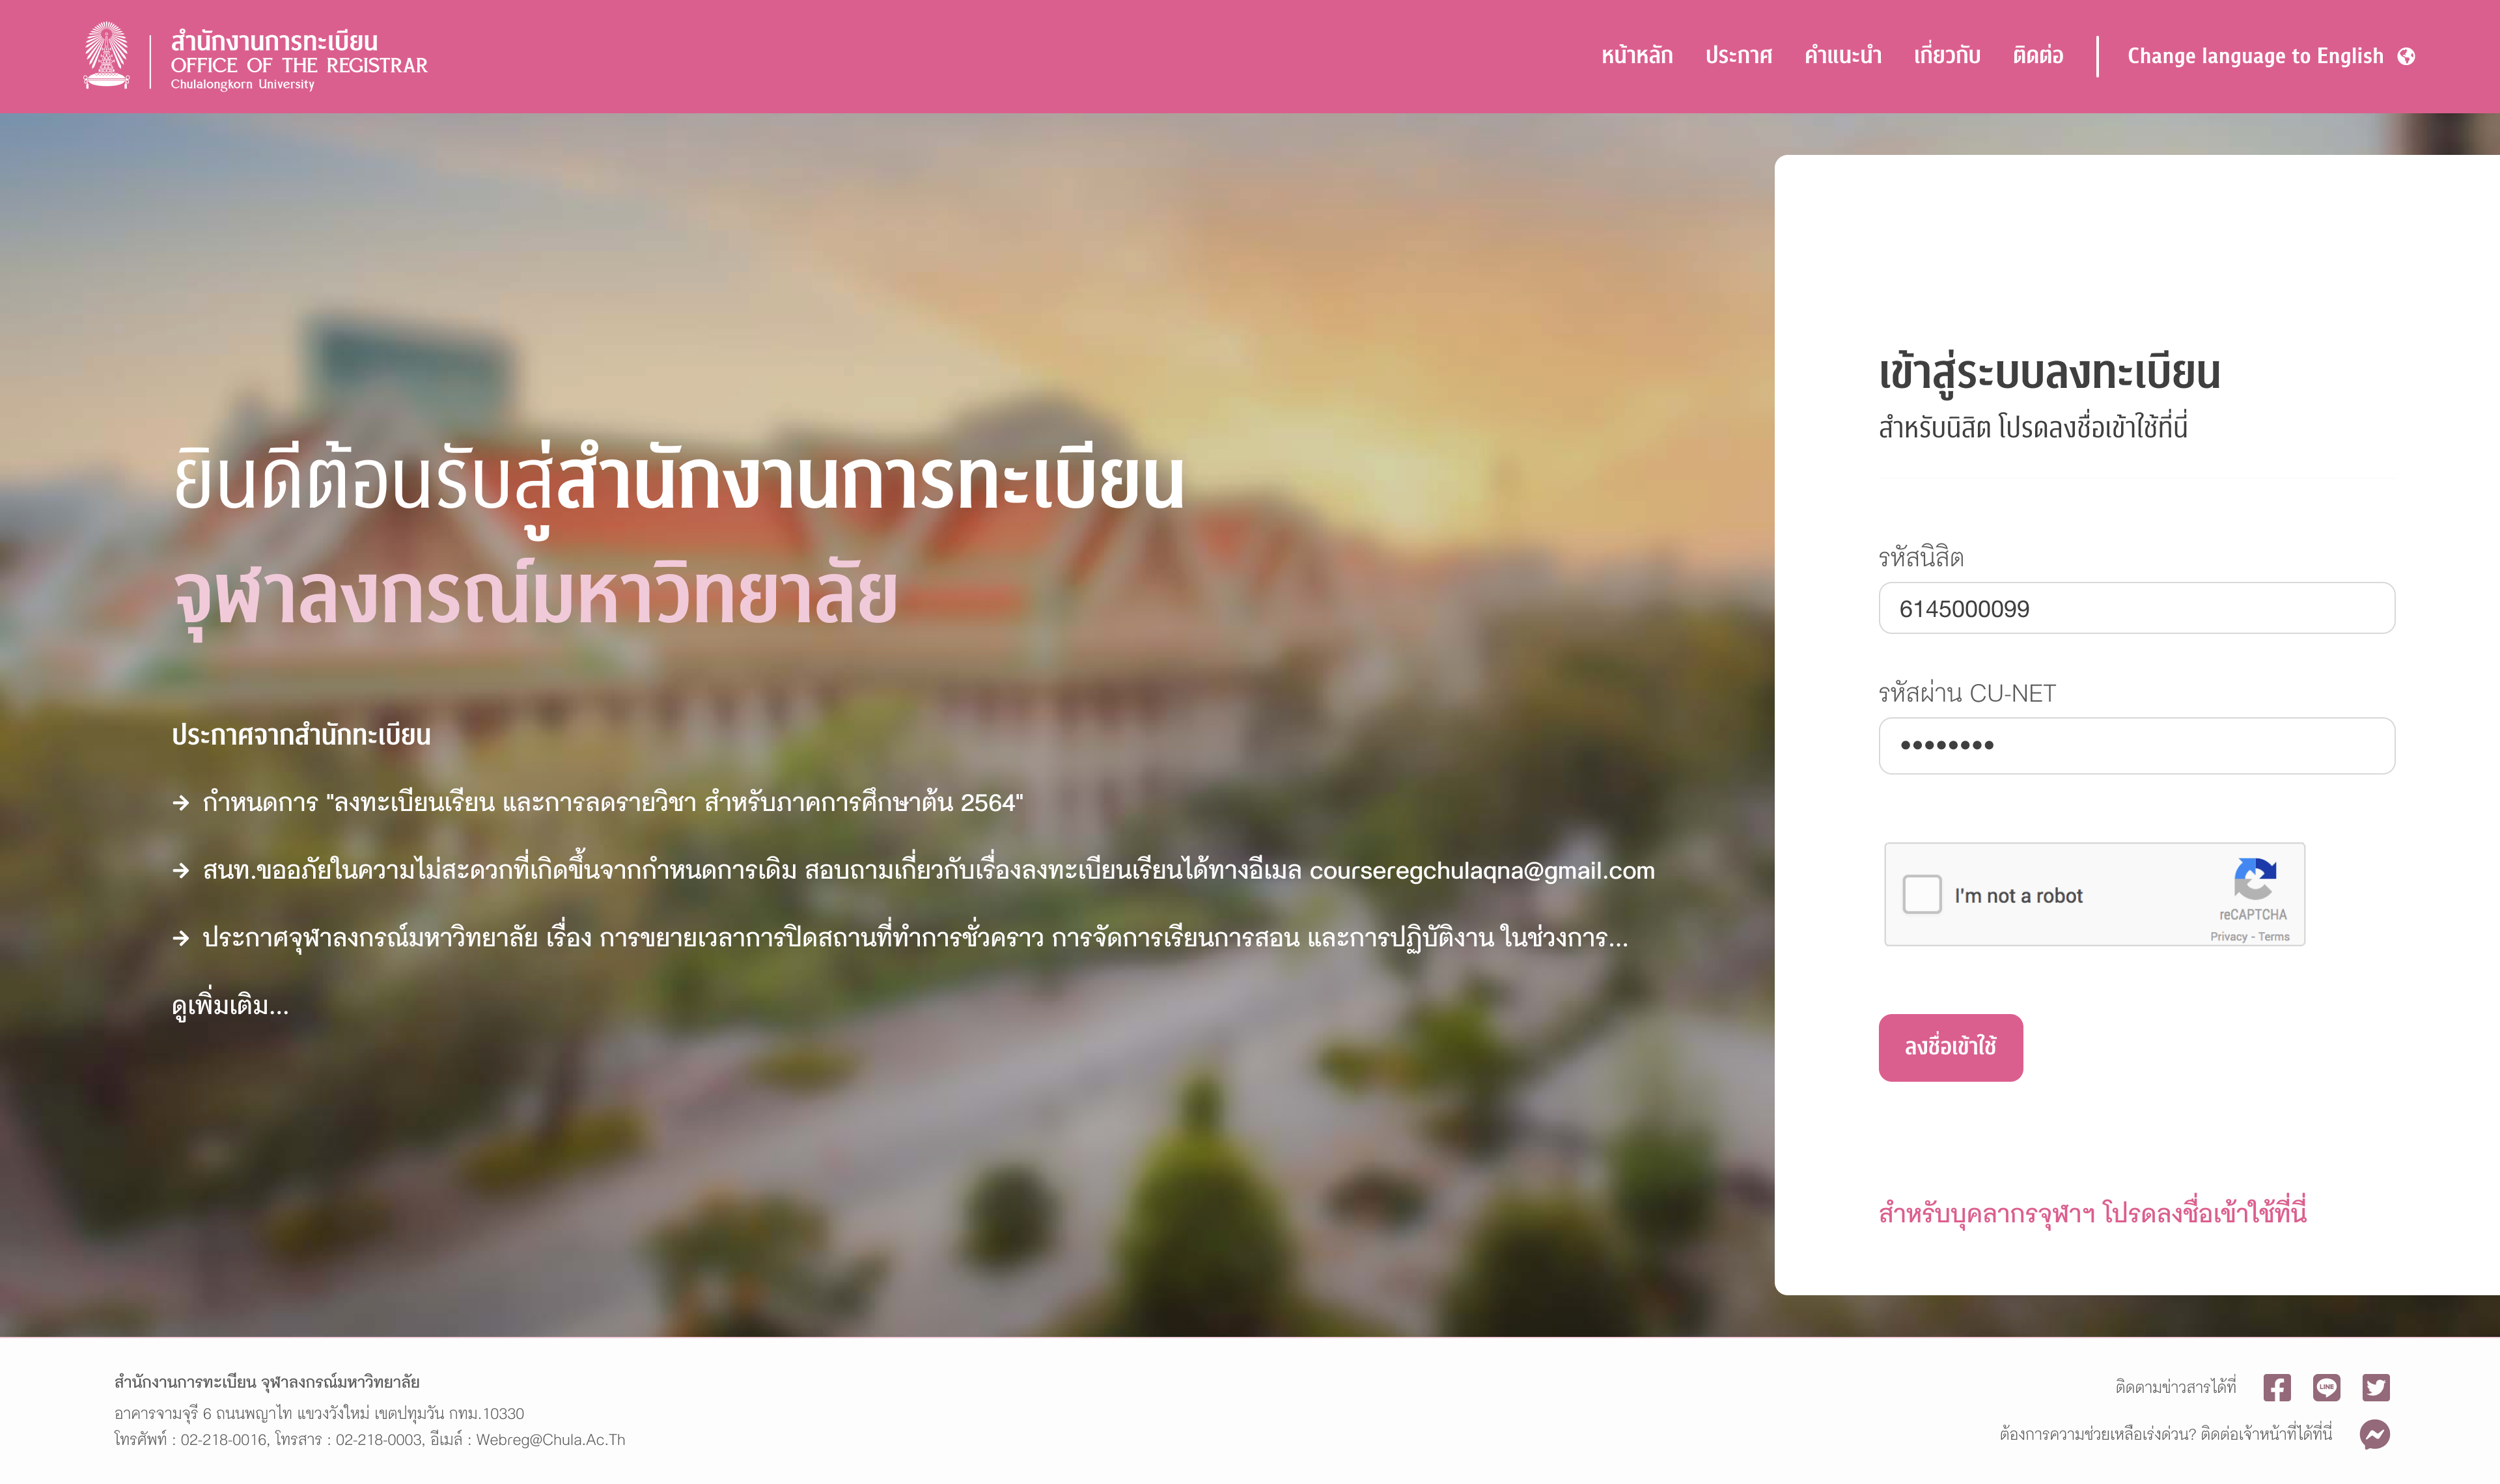 สำนักงานการทะเบียน
OFFICE OF THE REGISTRAR
Chulalongkorn University
หน้าหลัก ประกาศ คำแนะนำ เกี่ยวกับ ติดต่อ Change language to English
ยินดีต้อนรับสู่สำนักงานการทะเบียน
จุฬาลงกรณ์มหาวิทยาลัย
ประกาศจากสำนักทะเบียน
→ กำหนดการ "ลงทะเบียนเรียน และการลดรายวิชา สำหรับภาคการศึกษาต้น 2564"
→ สนท.ขออภัยในความไม่สะดวกที่เกิดขึ้นจากกำหนดการเดิม สอบถามเกี่ยวกับเรื่องลงทะเบียนเรียนได้ทางอีเมล courseregchulaqna@gmail.com
→ ประกาศจุฬาลงกรณ์มหาวิทยาลัย เรื่อง การขยายเวลาการปิดสถานที่ทำการชั่วคราว การจัดการเรียนการสอน และการปฏิบัติงาน ในช่วงการ...
ดูเพิ่มเติม...
เข้าสู่ระบบลงทะเบียน
สำหรับนิสิต โปรดลงชื่อเข้าใช้ที่นี่
รหัสนิสิต
6145000099
รหัสผ่าน CU-NET
••••••••
I'm not a robot
reCAPTCHA
Privacy - Terms
ลงชื่อเข้าใช้
สำหรับบุคลากรจุฬาฯ โปรดลงชื่อเข้าใช้ที่นี่
สำนักงานการทะเบียน จุฬาลงกรณ์มหาวิทยาลัย
อาคารจามจุรี 6 ถนนพญาไท แขวงวังใหม่ เขตปทุมวัน กทม.10330
โทรศัพท์ : 02-218-0016, โทรสาร : 02-218-0003, อีเมล์ : Webreg@Chula.Ac.Th
ติดตามข่าวสารได้ที่
LINE
ต้องการความช่วยเหลือเร่งด่วน? ติดต่อเจ้าหน้าที่ได้ที่นี่